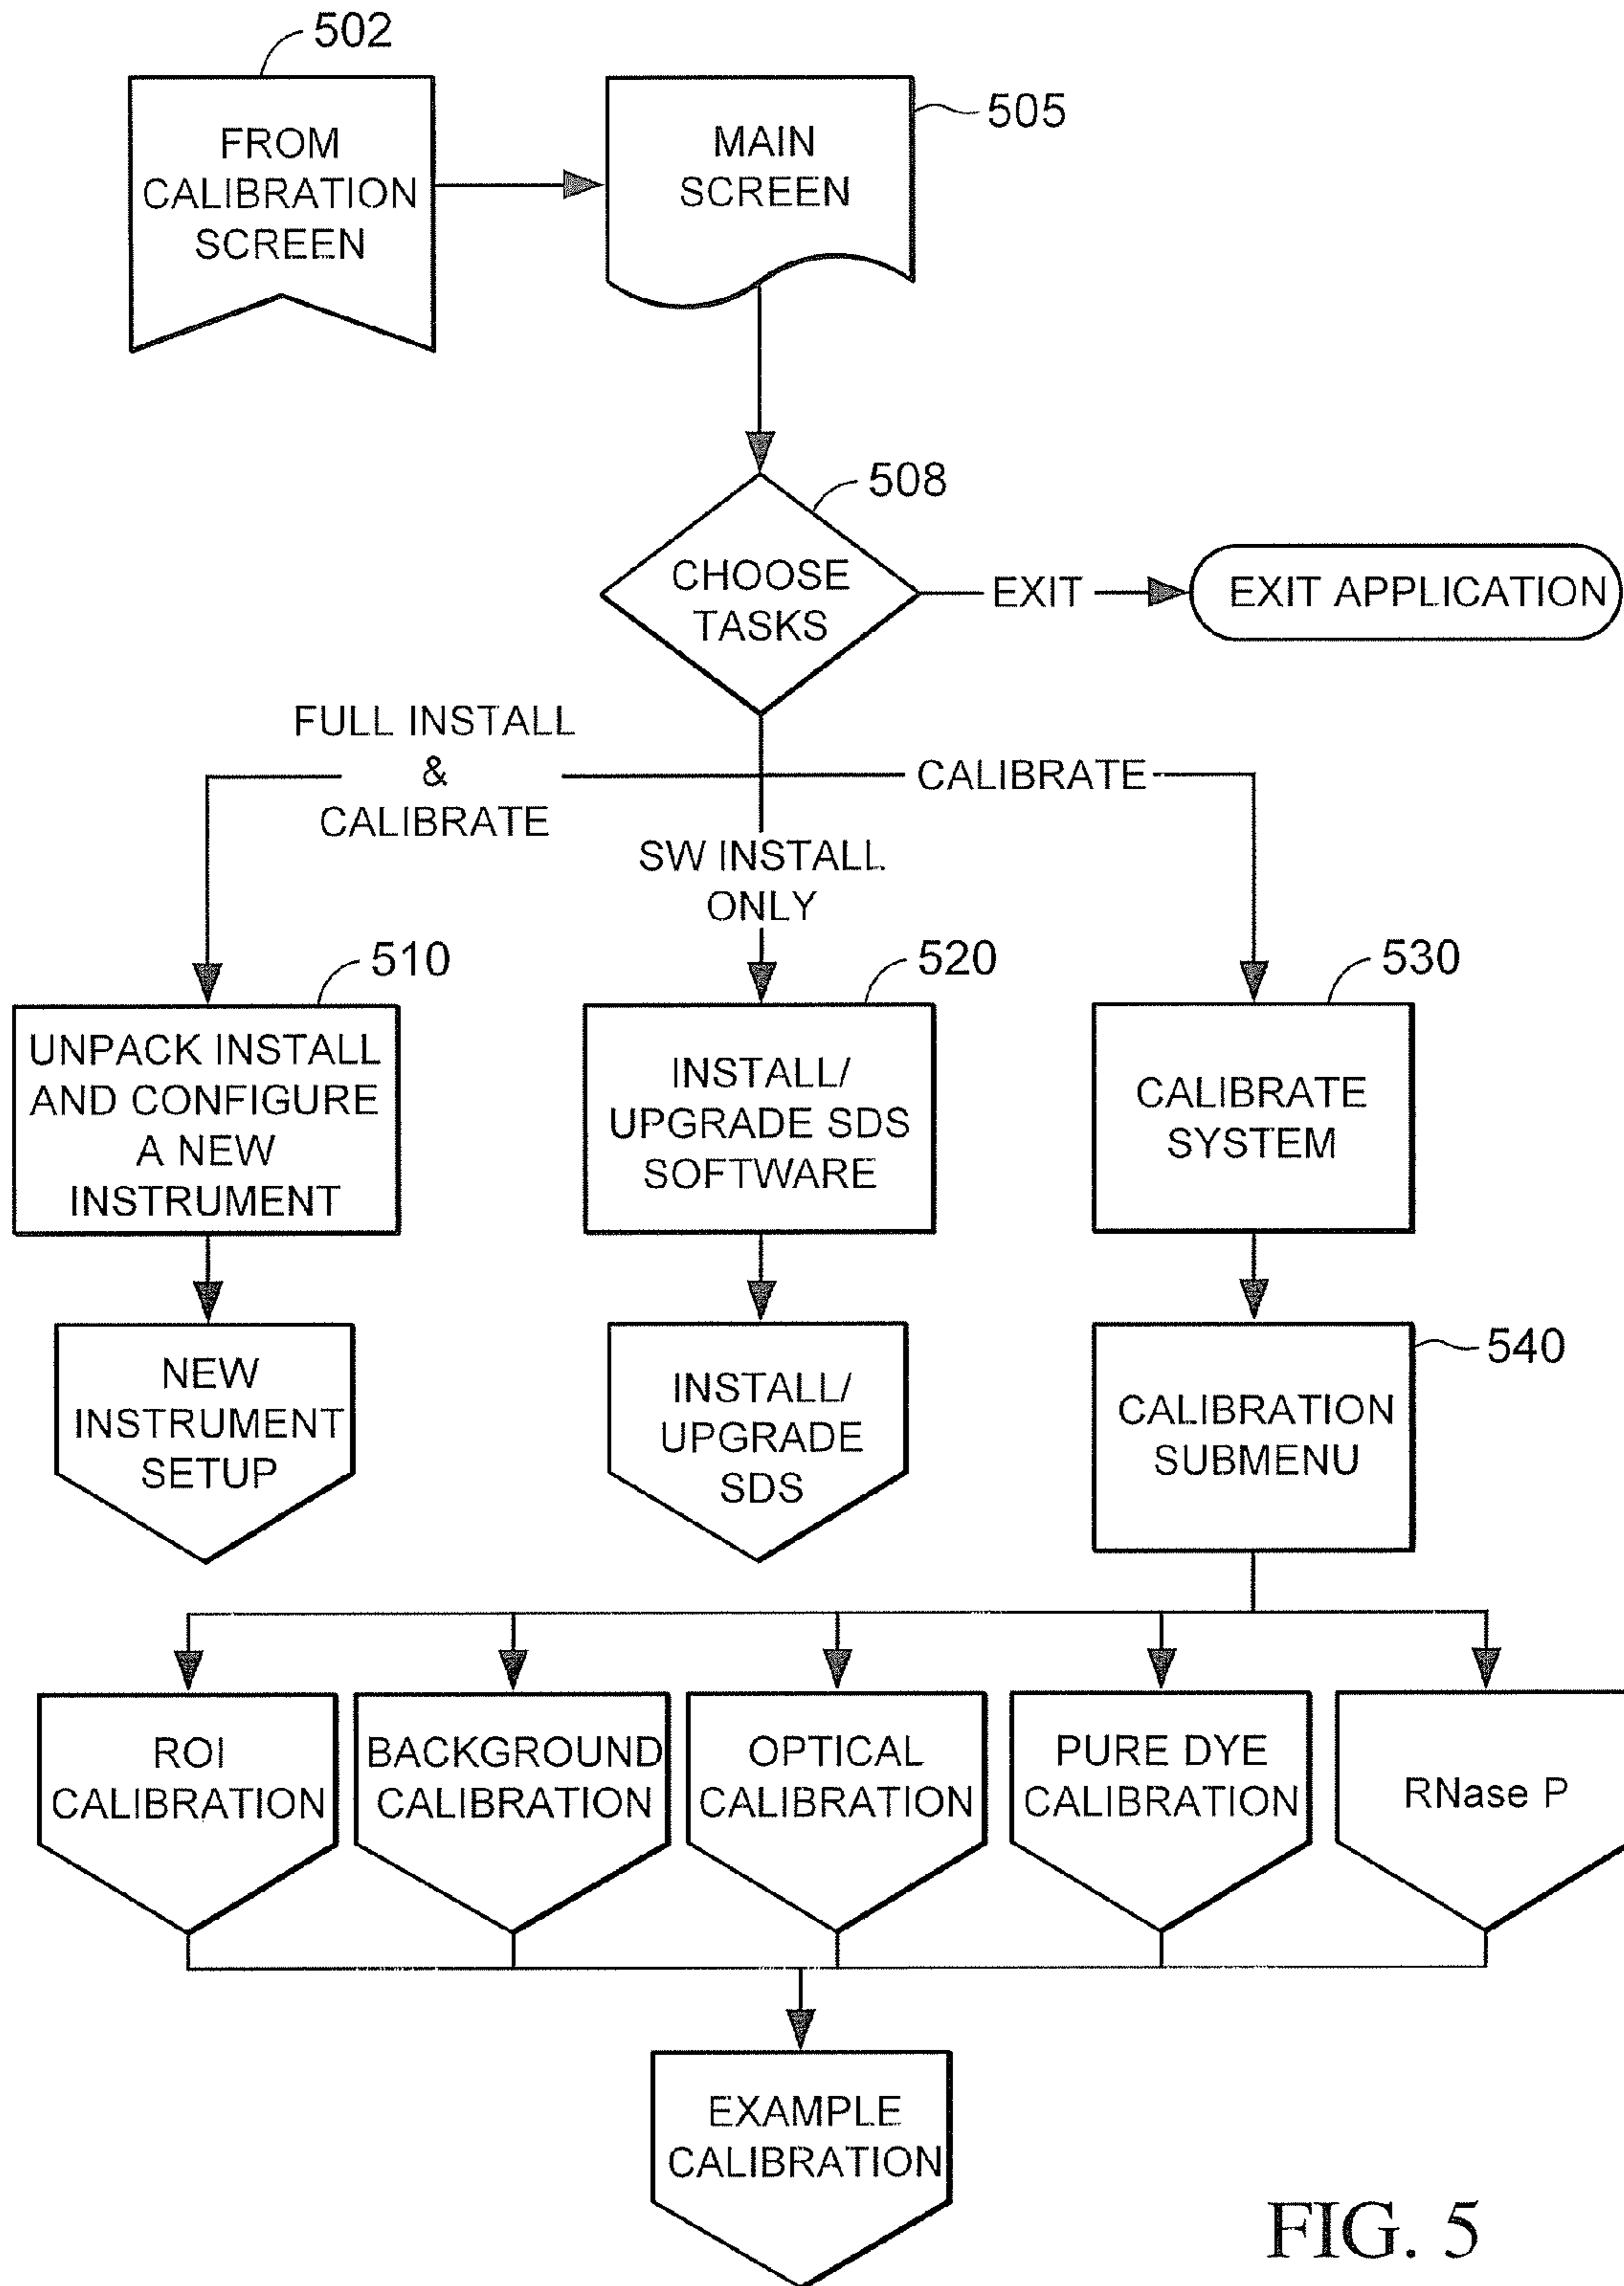 502
FROM
CALIBRATION
SCREEN
MAIN
SCREEN
505
508
CHOOSE
TASKS
EXIT
EXIT APPLICATION
FULL INSTALL
&
CALIBRATE
SW INSTALL
ONLY
CALIBRATE
510
UNPACK INSTALL
AND CONFIGURE
A NEW
INSTRUMENT
520
INSTALL/
UPGRADE SDS
SOFTWARE
530
CALIBRATE
SYSTEM
NEW
INSTRUMENT
SETUP
INSTALL/
UPGRADE
SDS
540
CALIBRATION
SUBMENU
ROI
CALIBRATION
BACKGROUND
CALIBRATION
OPTICAL
CALIBRATION
PURE DYE
CALIBRATION
RNase P
EXAMPLE
CALIBRATION
FIG. 5